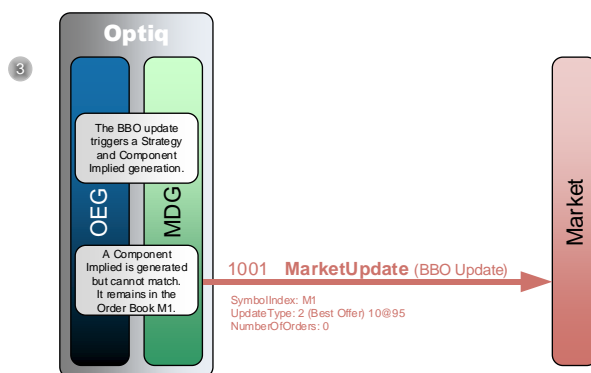 Optiq
3
The BBO update
triggers a Strategy
and Component
Implied generation.
OEG
MDG
A Component
Implied is generated
but cannot match.
It remains in the
Order Book M1.
1001 MarketUpdate (BBO Update)
SymbolIndex: M1
UpdateType: 2 (Best Offer) 10@95
NumberOfOrders: 0
Market